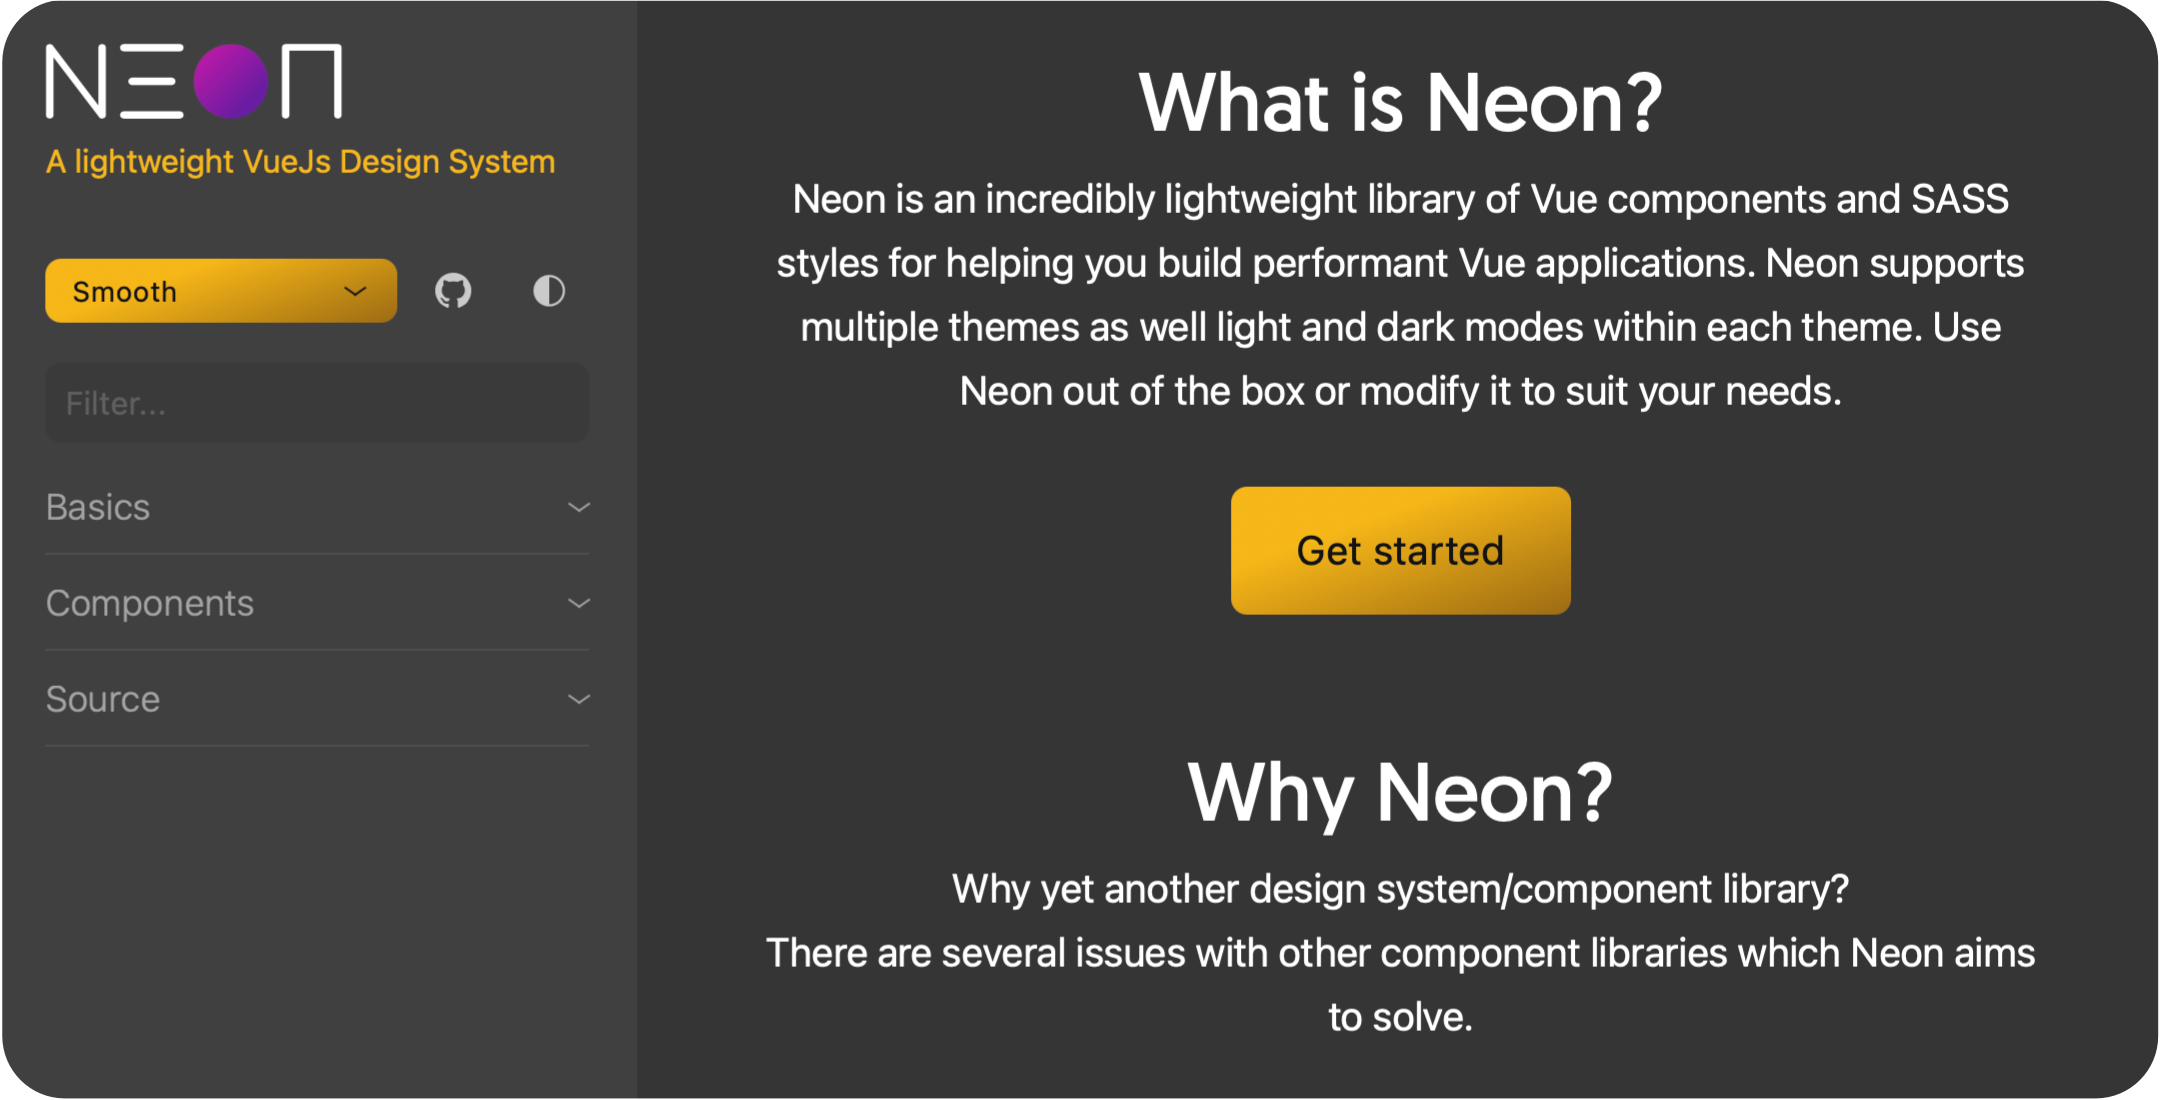 NEON
A lightweight VueJs Design System
Smooth
Filter...
Basics
Components
Source
What is Neon?
Neon is an incredibly lightweight library of Vue components and SASS
styles for helping you build performant Vue applications. Neon supports
multiple themes as well light and dark modes within each theme. Use
Neon out of the box or modify it to suit your needs.
Get started
Why Neon?
Why yet another design system/component library?
There are several issues with other component libraries which Neon aims
to solve.